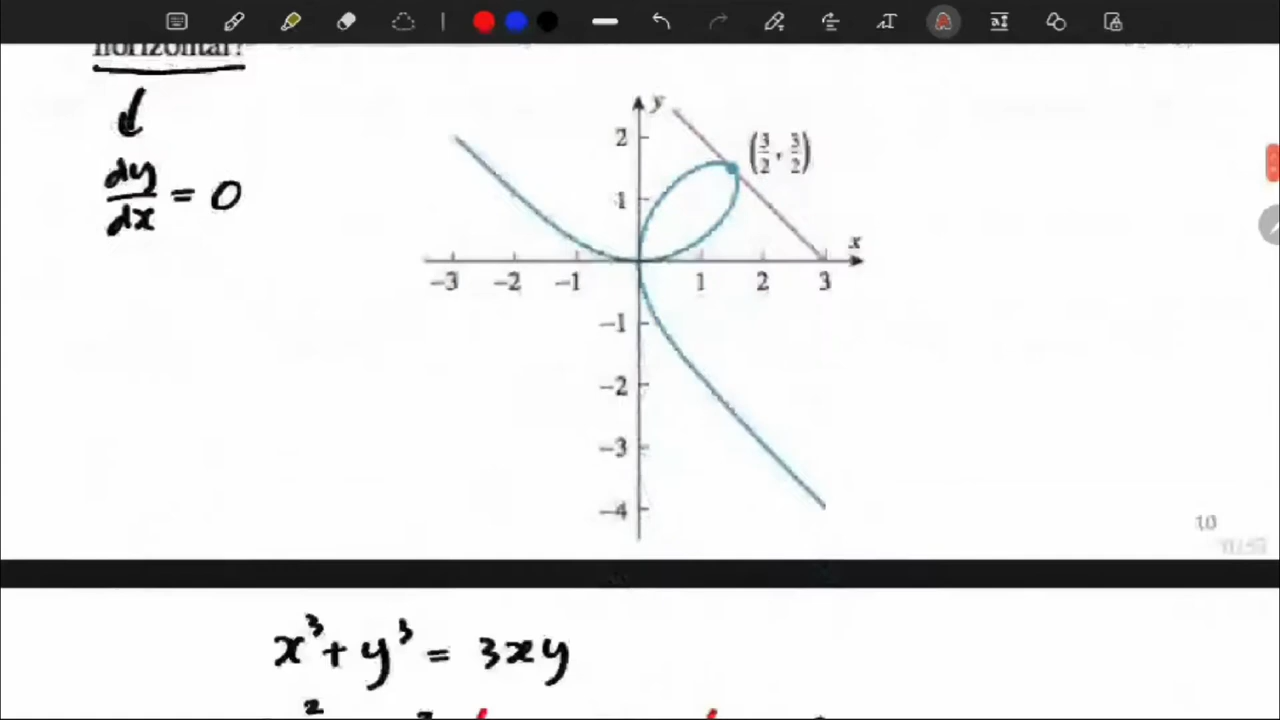 horizontal?
dy/dx = 0
y
2
(3/2, 3/2)
1
x
-3 -2 -1 1 2 3
-1
-2
-3
-4
10
x³ + y³ = 3xy